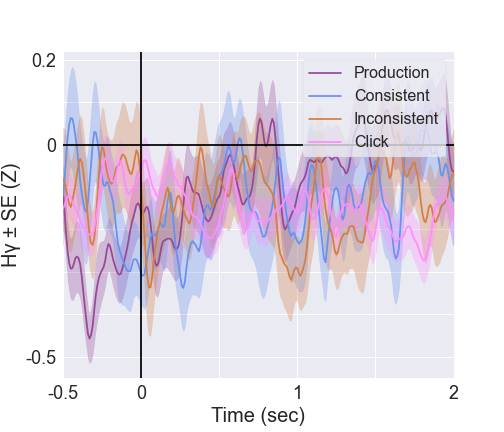 Hγ ± SE (Z)
0.2
0
-0.5
Production
Consistent
Inconsistent
Click
-0.5 0 1 2
Time (sec)